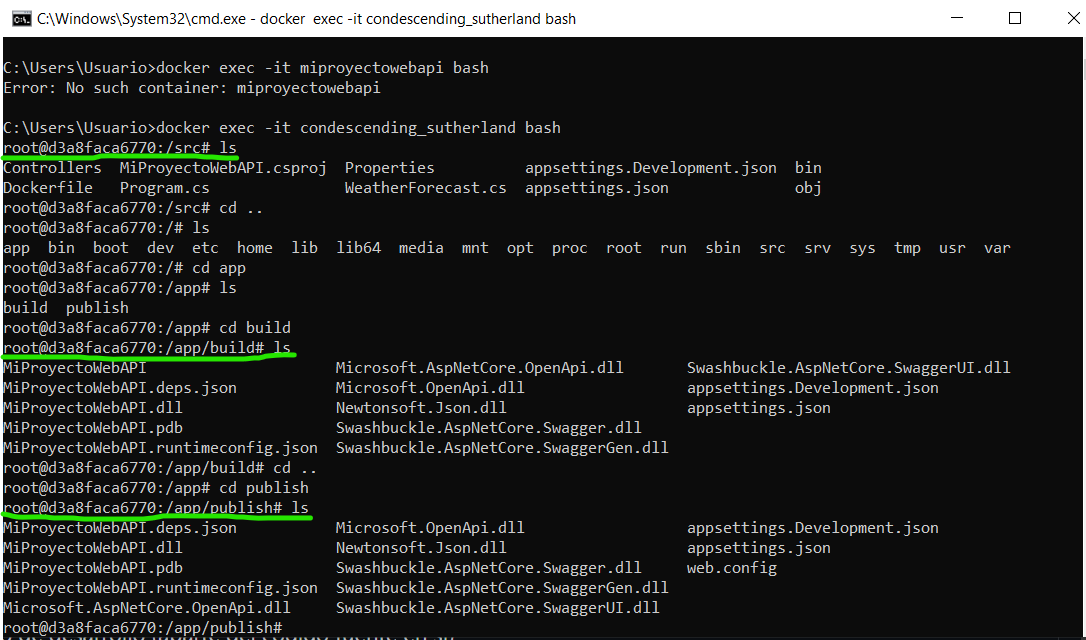 C:\Windows\System32\cmd.exe - docker  exec -it condescending_sutherland bash
C:\Users\Usuario>docker exec -it miproyectowebapi bash
Error: No such container: miproyectowebapi
C:\Users\Usuario>docker exec -it condescending_sutherland bash
root@d3a8faca6770:/src# ls
Controllers  MiProyectoWebAPI.csproj  Properties          appsettings.Development.json  bin
Dockerfile   Program.cs               WeatherForecast.cs  appsettings.json              obj
root@d3a8faca6770:/src# cd ..
root@d3a8faca6770:/# ls
app  bin  boot  dev  etc  home  lib  lib64  media  mnt  opt  proc  root  run  sbin  src  srv  sys  tmp  usr  var
root@d3a8faca6770:/# cd app
root@d3a8faca6770:/app# ls
build  publish
root@d3a8faca6770:/app# cd build
root@d3a8faca6770:/app/build# ls
MiProyectoWebAPI                     Microsoft.AspNetCore.OpenApi.dll       Swashbuckle.AspNetCore.SwaggerUI.dll
MiProyectoWebAPI.deps.json           Microsoft.OpenApi.dll                  appsettings.Development.json
MiProyectoWebAPI.dll                 Newtonsoft.Json.dll                    appsettings.json
MiProyectoWebAPI.pdb                 Swashbuckle.AspNetCore.Swagger.dll
MiProyectoWebAPI.runtimeconfig.json  Swashbuckle.AspNetCore.SwaggerGen.dll
root@d3a8faca6770:/app/build# cd ..
root@d3a8faca6770:/app# cd publish
root@d3a8faca6770:/app/publish# ls
MiProyectoWebAPI.deps.json           Microsoft.OpenApi.dll                  appsettings.Development.json
MiProyectoWebAPI.dll                 Newtonsoft.Json.dll                    appsettings.json
MiProyectoWebAPI.pdb                 Swashbuckle.AspNetCore.Swagger.dll     web.config
MiProyectoWebAPI.runtimeconfig.json  Swashbuckle.AspNetCore.SwaggerGen.dll
Microsoft.AspNetCore.OpenApi.dll     Swashbuckle.AspNetCore.SwaggerUI.dll
root@d3a8faca6770:/app/publish#